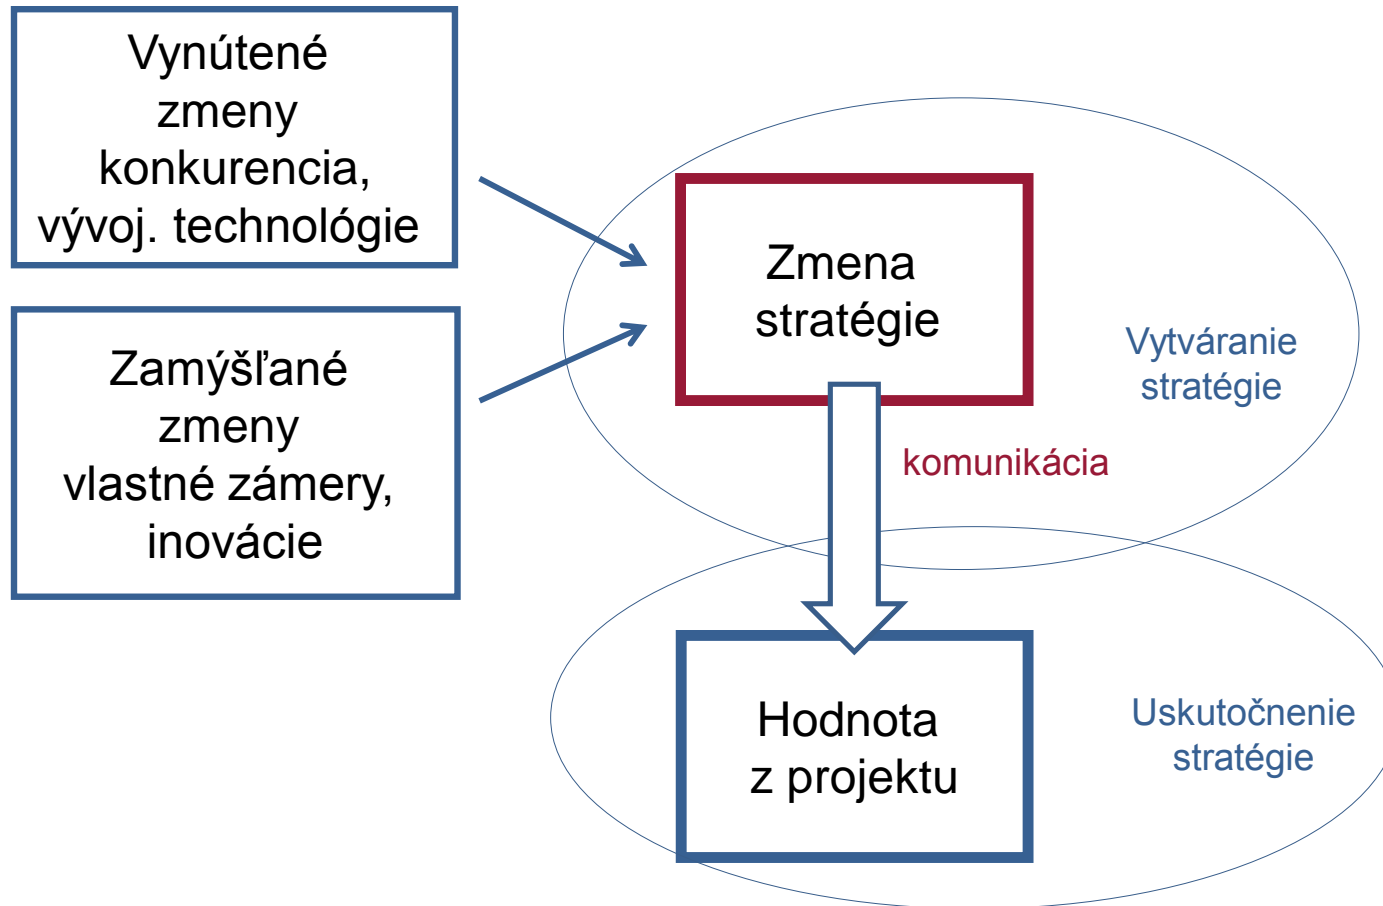 Vynútené
zmeny
konkurencia,
vývoj. technológie
Zamýšľané
zmeny
vlastné zámery,
inovácie
Zmena
stratégie
Vytváranie
stratégie
komunikácia
Hodnota
z projektu
Uskutočnenie
stratégie